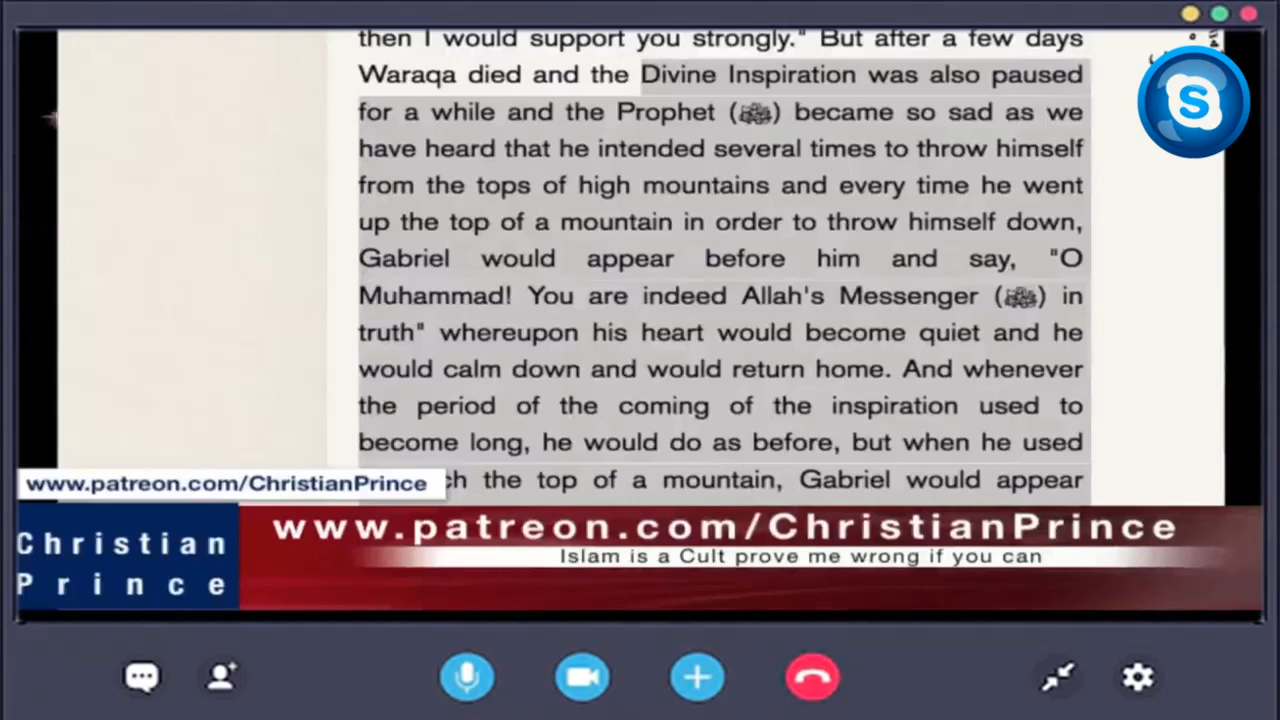 then I would support you strongly." But after a few days
Waraqa died and the Divine Inspiration was also paused
for a while and the Prophet (ﷺ) became so sad as we
have heard that he intended several times to throw himself
from the tops of high mountains and every time he went
up the top of a mountain in order to throw himself down,
Gabriel would appear before him and say, "O
Muhammad! You are indeed Allah's Messenger (ﷺ) in
truth" whereupon his heart would become quiet and he
would calm down and would return home. And whenever
the period of the coming of the inspiration used to
become long, he would do as before, but when he used
the top of a mountain, Gabriel would appear
www.patreon.com/ChristianPrince
Christian
Prince
www.patreon.com/ChristianPrince
Islam is a Cult prove me wrong if you can
S